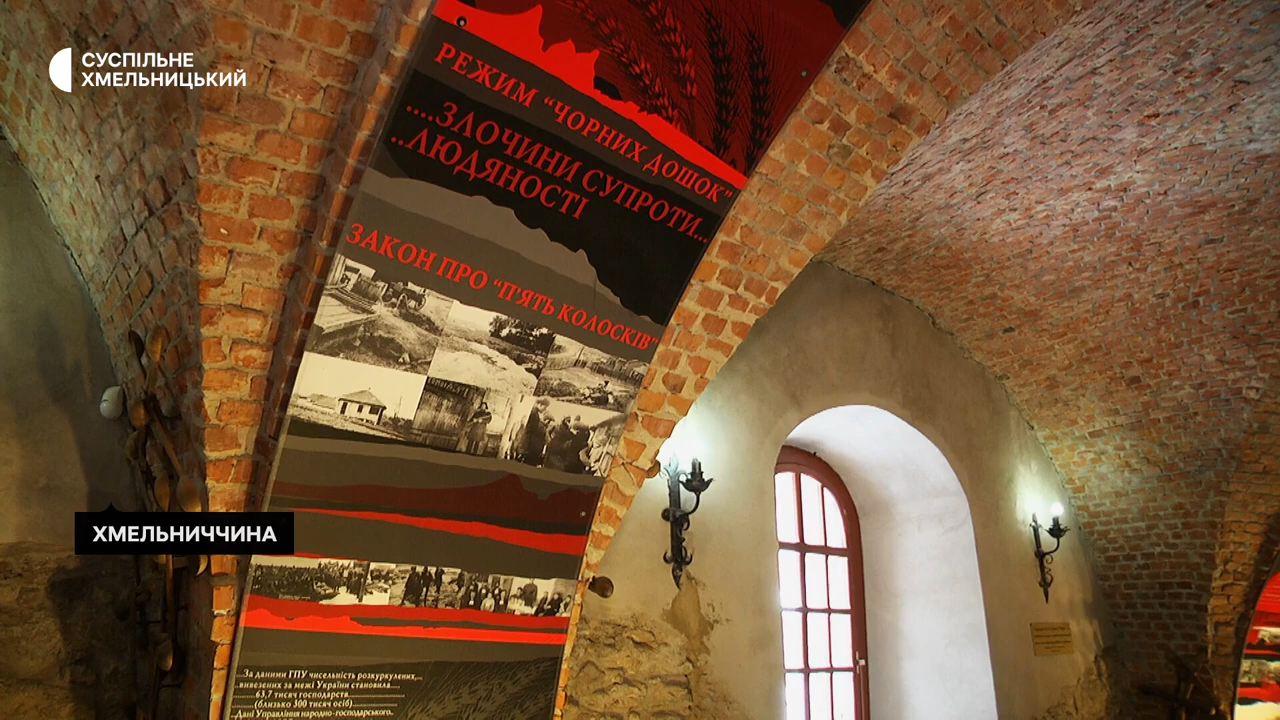 СУСПІЛЬНЕ
ХМЕЛЬНИЦЬКИЙ
РЕЖИМ “ЧОРНИХ ДОШОК”
....ЗЛОЧИНИ СУПРОТИ...
..ЛЮДЯНОСТІ
ЗАКОН ПРО “П'ЯТЬ КОЛОСКІВ”
ХМЕЛЬНИЧЧИНА
...За даними ГПУ чисельність розкуркулених,...
..вивезених за межі України становила.....
..........63,7 тисяч господарств......................
..........(близько 300 тисяч осіб)....................
..Дані Управління народно-господарського..